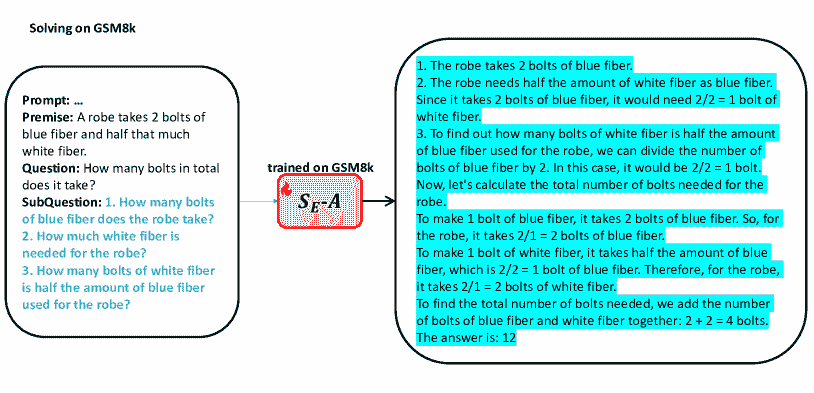 Solving on GSM8k
Prompt: ...
Premise: A robe takes 2 bolts of
blue fiber and half that much
white fiber.
Question: How many bolts in total
does it take?
SubQuestion: 1. How many bolts
of blue fiber does the robe take?
2. How much white fiber is
needed for the robe?
3. How many bolts of white fiber
is half the amount of blue fiber
used for the robe?
trained on GSM8k
S_E-A
1. The robe takes 2 bolts of blue fiber.
2. The robe needs half the amount of white fiber as blue fiber.
Since it takes 2 bolts of blue fiber, it would need 2/2 = 1 bolt of
white fiber.
3. To find out how many bolts of white fiber is half the amount
of blue fiber used for the robe, we can divide the number of
bolts of blue fiber by 2. In this case, it would be 2/2 = 1 bolt.
Now, let's calculate the total number of bolts needed for the
robe.
To make 1 bolt of blue fiber, it takes 2 bolts of blue fiber. So, for
the robe, it takes 2/1 = 2 bolts of blue fiber.
To make 1 bolt of white fiber, it takes half the amount of blue
fiber, which is 2/2 = 1 bolt of blue fiber. Therefore, for the robe,
it takes 2/1 = 2 bolts of white fiber.
To find the total number of bolts needed, we add the number
of bolts of blue fiber and white fiber together: 2 + 2 = 4 bolts.
The answer is: 12